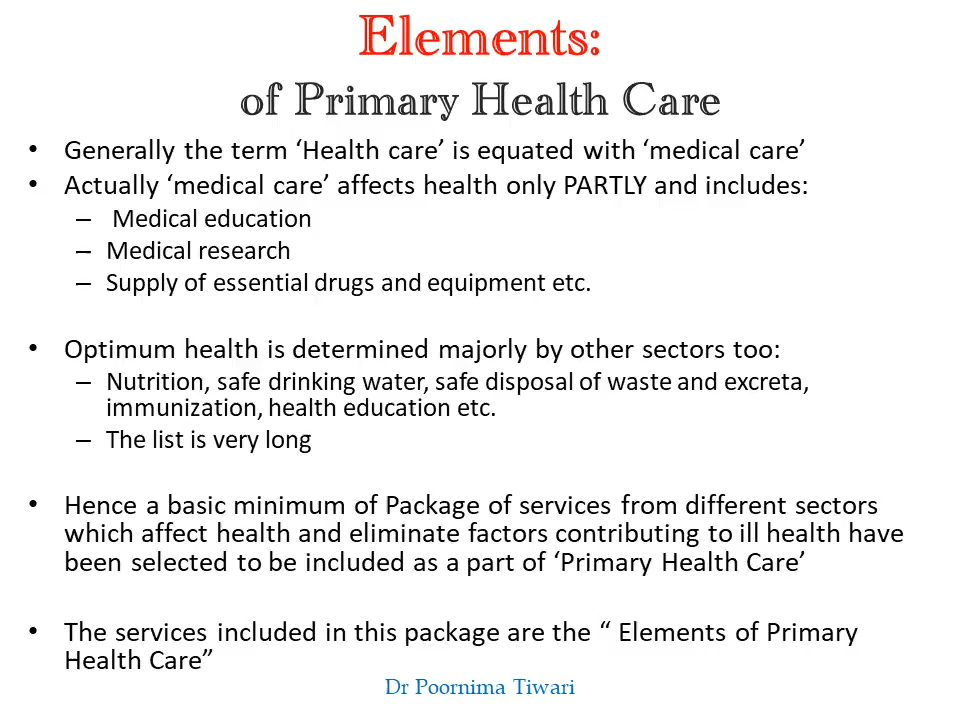 Elements:
of Primary Health Care
• Generally the term ‘Health care’ is equated with ‘medical care’
• Actually ‘medical care’ affects health only PARTLY and includes:
– Medical education
– Medical research
– Supply of essential drugs and equipment etc.
• Optimum health is determined majorly by other sectors too:
– Nutrition, safe drinking water, safe disposal of waste and excreta,
immunization, health education etc.
– The list is very long
• Hence a basic minimum of Package of services from different sectors
which affect health and eliminate factors contributing to ill health have
been selected to be included as a part of ‘Primary Health Care’
• The services included in this package are the “ Elements of Primary
Health Care”
Dr Poornima Tiwari